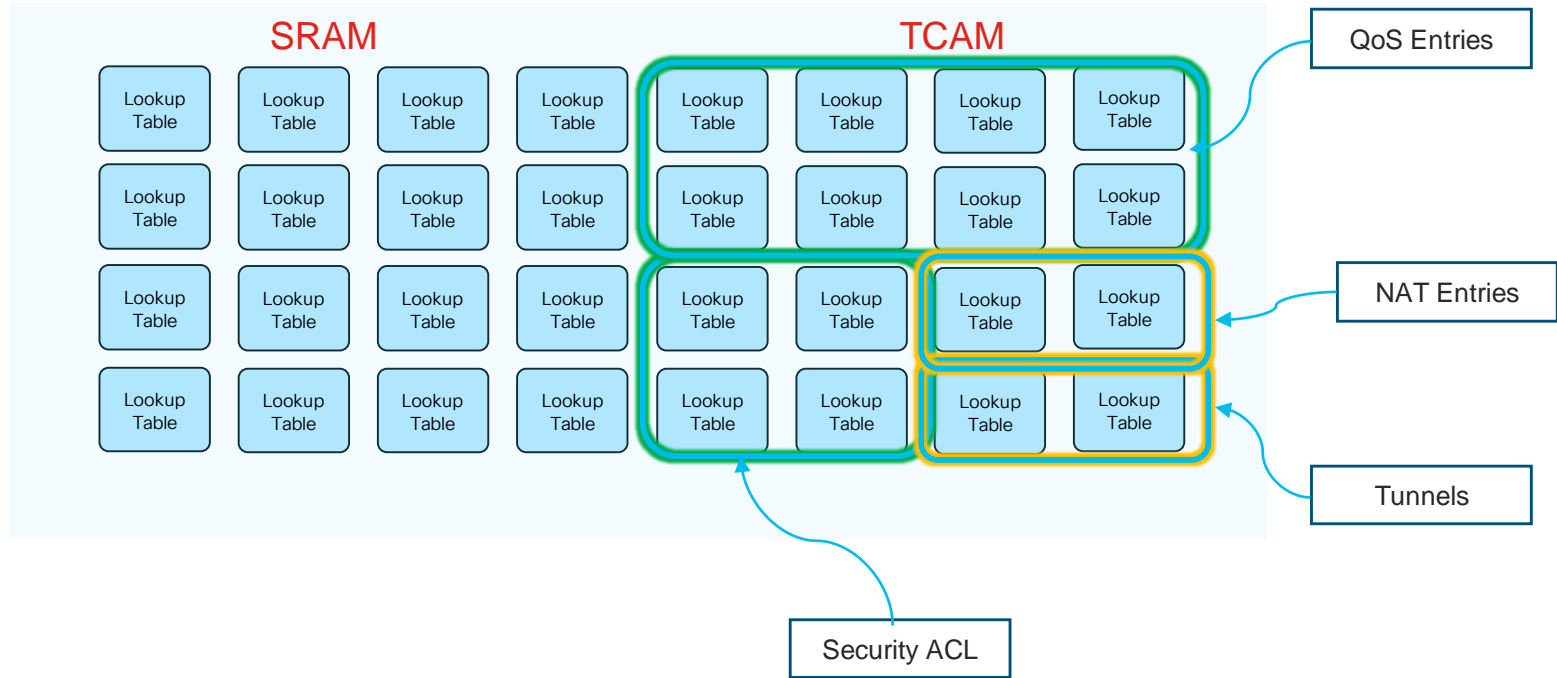 SRAM
TCAM
QoS Entries
Lookup Lookup Lookup Lookup Lookup Lookup Lookup Lookup
Table Table Table Table Table Table Table Table
Lookup Lookup Lookup Lookup Lookup Lookup Lookup Lookup
Table Table Table Table Table Table Table Table
Lookup Lookup Lookup Lookup Lookup Lookup Lookup Lookup
Table Table Table Table Table Table Table Table
NAT Entries
Lookup Lookup Lookup Lookup Lookup Lookup Lookup Lookup
Table Table Table Table Table Table Table Table
Tunnels
Security ACL